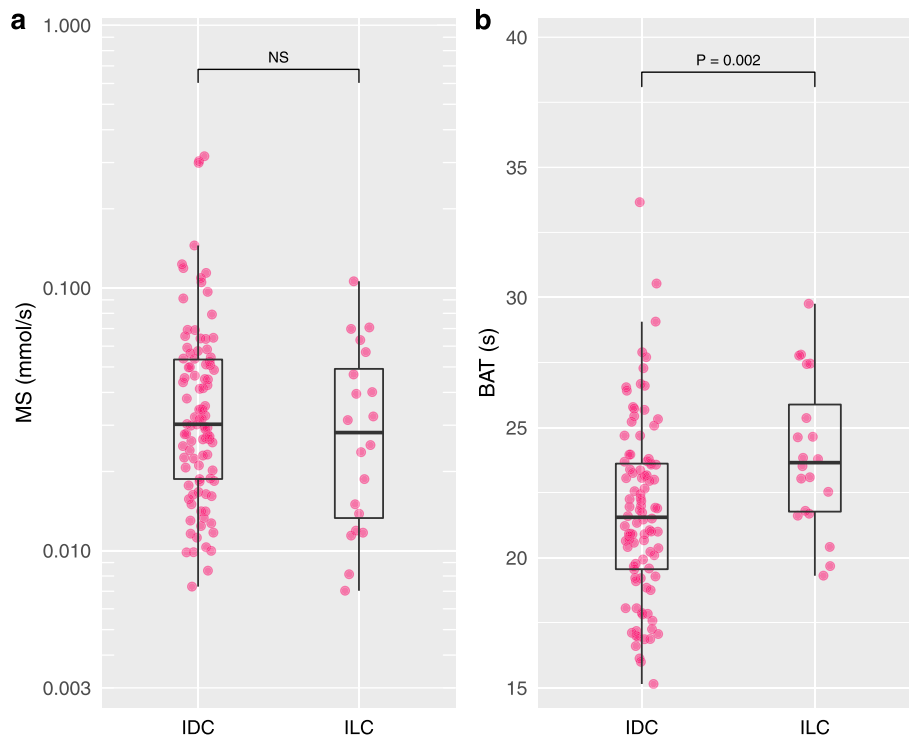 a
MS (mmol/s)
1.000
0.100
0.010
0.003
NS
IDC
ILC
b
BAT (s)
40
35
30
25
20
15
P = 0.002
IDC
ILC